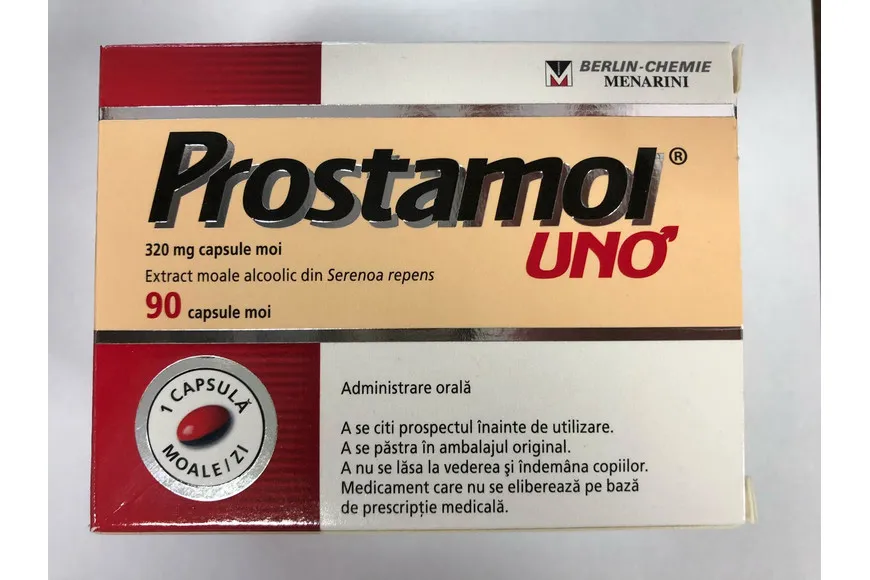 BERLIN-CHEMIE
MENARINI
Prostamol®
UNO
320 mg capsule moi
Extract moale alcoolic din Serenoa repens
90 capsule moi
1 CAPSULĂ
MOALE/ZI
Administrare orală
A se citi prospectul înainte de utilizare.
A se păstra în ambalajul original.
A nu se lăsa la vederea şi îndemâna copiilor.
Medicament care nu se eliberează pe bază
de prescripţie medicală.